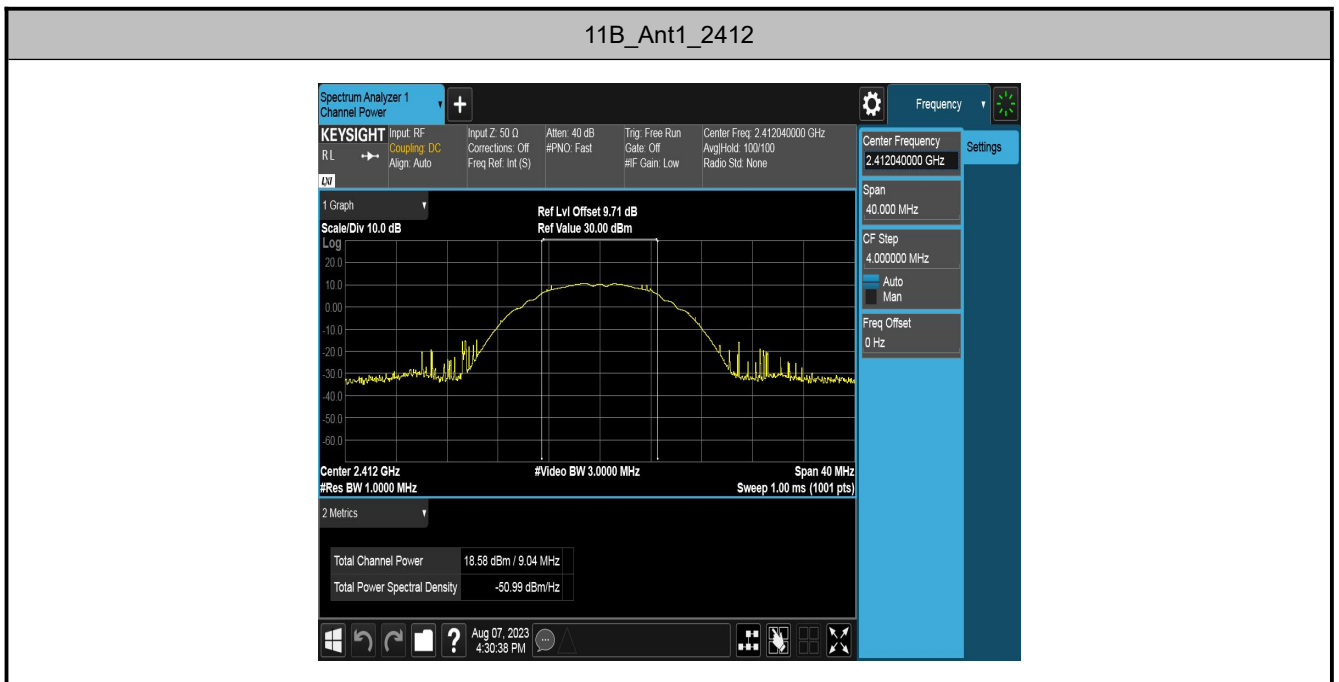 11B_Ant1_2412
Spectrum Analyzer 1
Channel Power
+
Frequency
KEYSIGHT
RL
LXI
Input: RF
Coupling: DC
Align: Auto
Input Z: 50 Ω
Corrections: Off
Freq Ref: Int (S)
Atten: 40 dB
#PNO: Fast
Trig: Free Run
Gate: Off
#IF Gain: Low
Center Freq: 2.412040000 GHz
Avg|Hold: 100/100
Radio Std: None
Center Frequency
2.412040000 GHz
Settings
Span
40.000 MHz
CF Step
4.000000 MHz
Auto
Man
Freq Offset
0 Hz
1 Graph
Scale/Div 10.0 dB
Ref Lvl Offset 9.71 dB
Ref Value 30.00 dBm
Log
20.0
10.0
0.00
-10.0
-20.0
-30.0
-40.0
-50.0
-60.0
Center 2.412 GHz
#Video BW 3.0000 MHz
Span 40 MHz
#Res BW 1.0000 MHz
Sweep 1.00 ms (1001 pts)
2 Metrics
Total Channel Power 18.58 dBm / 9.04 MHz
Total Power Spectral Density -50.99 dBm/Hz
?
Aug 07, 2023
4:30:38 PM